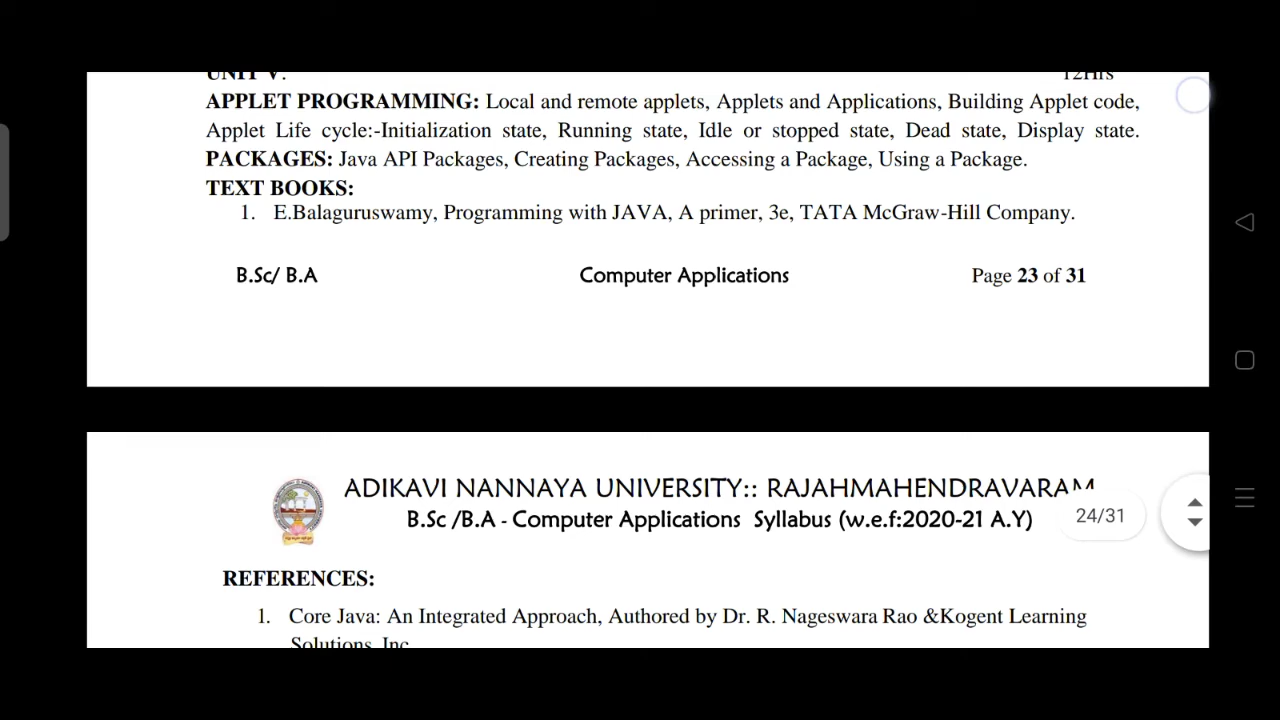 UNIT V: 12Hrs
APPLET PROGRAMMING: Local and remote applets, Applets and Applications, Building Applet code,
Applet Life cycle:-Initialization state, Running state, Idle or stopped state, Dead state, Display state.
PACKAGES: Java API Packages, Creating Packages, Accessing a Package, Using a Package.
TEXT BOOKS:
1. E.Balaguruswamy, Programming with JAVA, A primer, 3e, TATA McGraw-Hill Company.
B.Sc/ B.A Computer Applications Page 23 of 31
ADIKAVI NANNAYA UNIVERSITY:: RAJAHMAHENDRAVARAM
B.Sc /B.A - Computer Applications Syllabus (w.e.f:2020-21 A.Y)
24/31
REFERENCES:
1. Core Java: An Integrated Approach, Authored by Dr. R. Nageswara Rao &Kogent Learning
Solutions, Inc